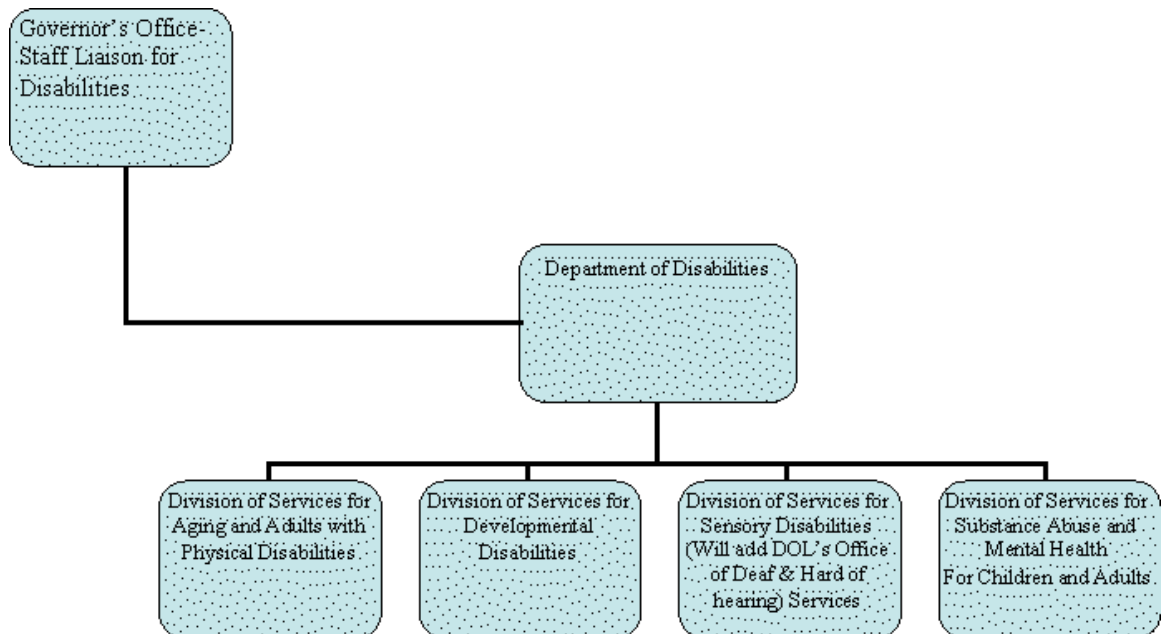 Governor's Office-
Staff Liaison for
Disabilities
Department of Disabilities
Division of Services for
Aging and Adults with
Physical Disabilities
Division of Services for
Developmental
Disabilities
Division of Services for
Sensory Disabilities
(Will add DOL's Office
of Deaf & Hard of
hearing) Services
Division of Services for
Substance Abuse and
Mental Health
For Children and Adults